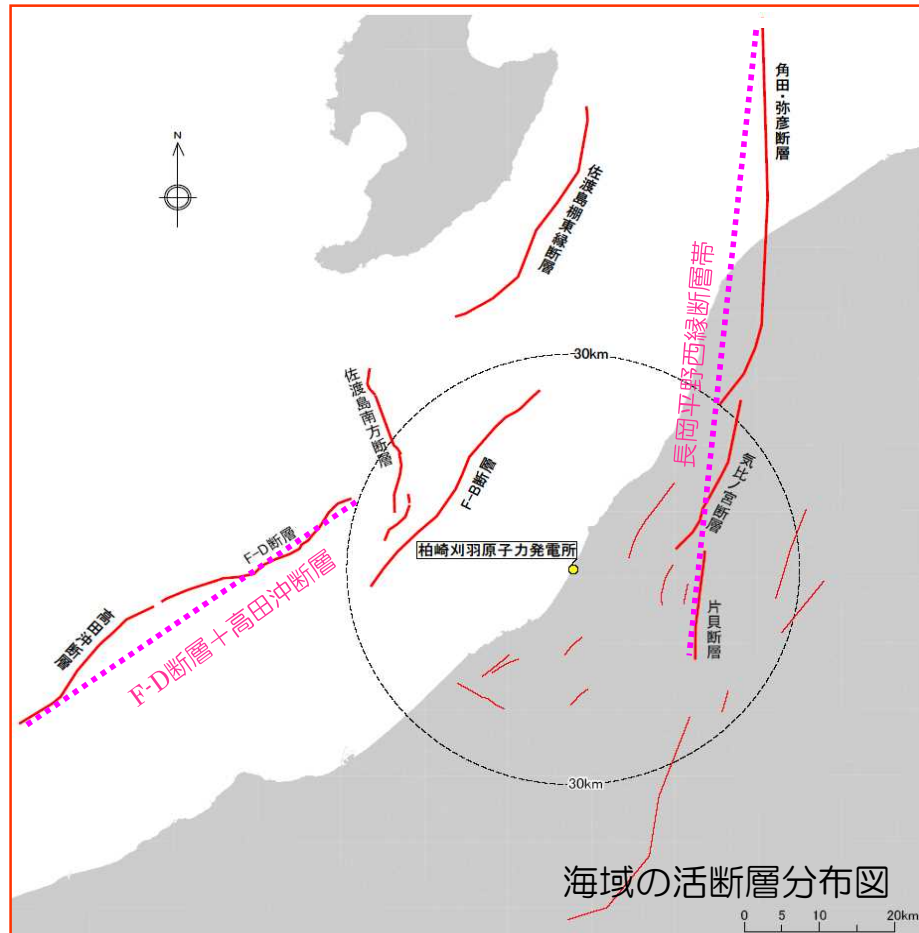 N
角田・弥彦断層
佐渡島棚東縁断層
長岡平野西縁断層帯
30km
佐渡島南方断層
F-B断層
気比ノ宮断層
F-D断層
柏崎刈羽原子力発電所
片貝断層
高田沖断層
F-D断層+高田沖断層
30km
海域の活断層分布図
0 5 10 20km